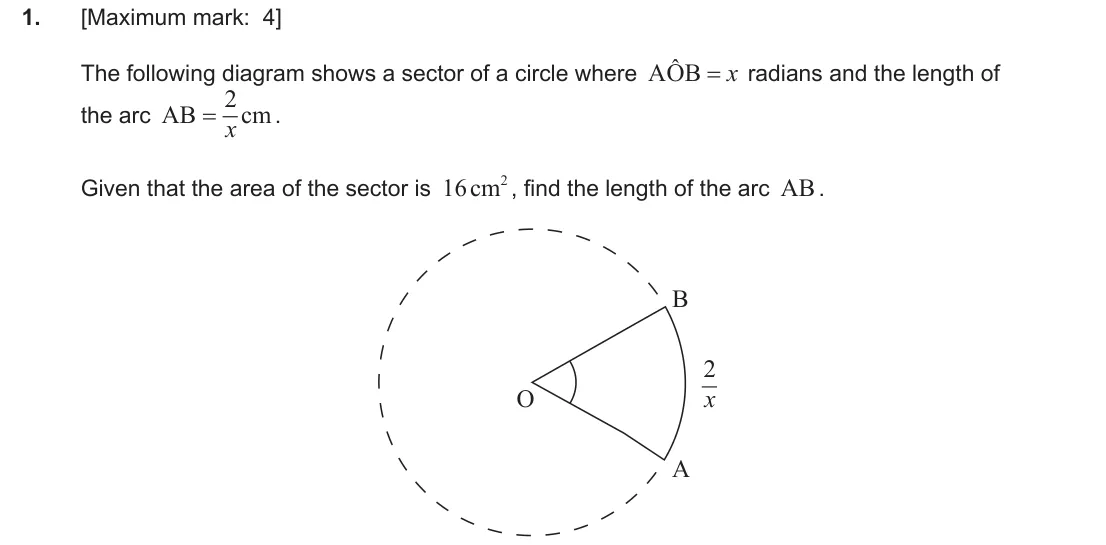 1. [Maximum mark: 4]
The following diagram shows a sector of a circle where AÔB = x radians and the length of
the arc AB = 2/x cm.
Given that the area of the sector is 16 cm², find the length of the arc AB.
B
2/x
O
A